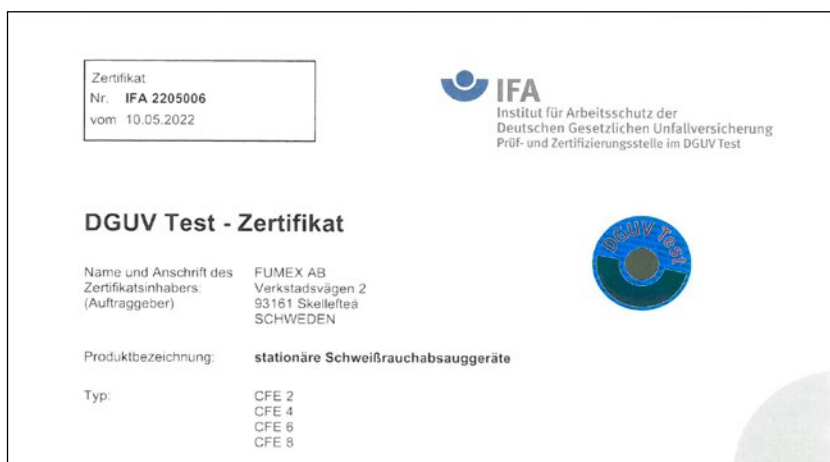 Zertifikat
Nr. IFA 2205006
vom 10.05.2022
IFA
Institut für Arbeitsschutz der
Deutschen Gesetzlichen Unfallversicherung
Prüf- und Zertifizierungsstelle im DGUV Test
DGUV Test - Zertifikat
DGUV Test
Name und Anschrift des FUMEX AB
Zertifikatsinhabers: Verkstadsvägen 2
(Auftraggeber) 93161 Skellefteå
SCHWEDEN
Produktbezeichnung: stationäre Schweißrauchabsauggeräte
Typ: CFE 2
CFE 4
CFE 6
CFE 8